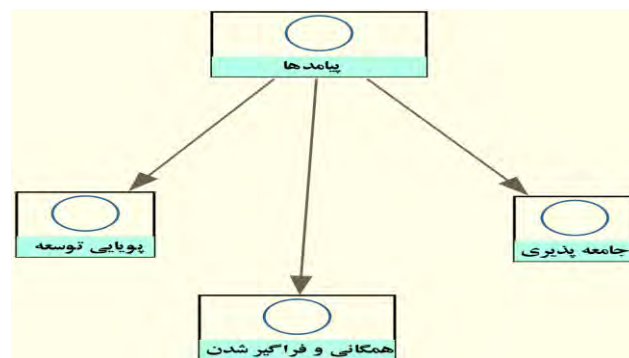 پیامدها
جامعه پذیری
پویایی توسعه
همگانی و فراگیر شدن